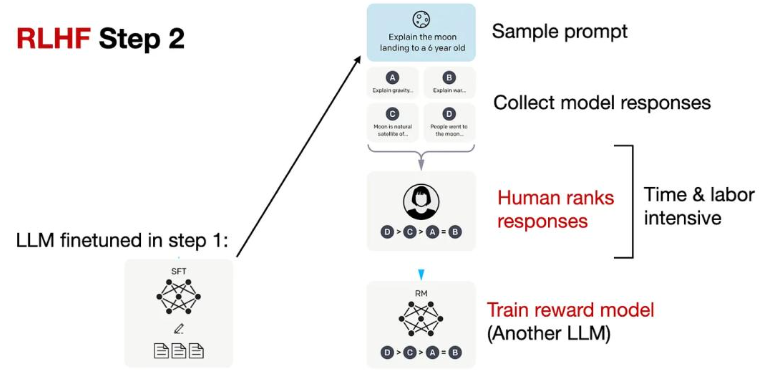 RLHF Step 2
Explain the moon
landing to a 6 year old
Sample prompt
A
Explain gravity...
B
Explain war...
C
Moon is natural
satellite of...
D
People went to
the moon...
Collect model responses
D > C > A = B
Human ranks
responses
Time & labor
intensive
LLM finetuned in step 1:
SFT
RM
D > C > A = B
Train reward model
(Another LLM)